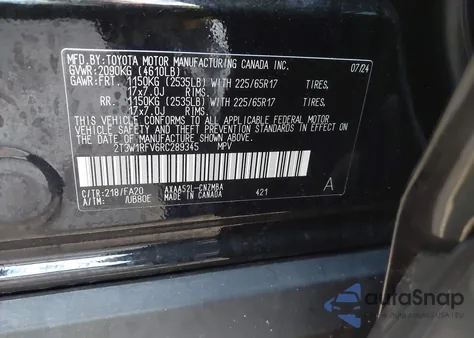 MFD.BY:TOYOTA MOTOR MANUFACTURING CANADA INC.
GVWR:2090KG (4610LB) 07/24
GAWR:FRT. 1150KG (2535LB) WITH 225/65R17 TIRES,
17x7.0J RIMS,
RR. 1150KG (2535LB) WITH 225/65R17 TIRES,
17x7.0J RIMS,
THIS VEHICLE CONFORMS TO ALL APPLICABLE FEDERAL MOTOR
VEHICLE SAFETY STANDARDS IN EFFECT ON THE DATE OF
MANUFACTURE SHOWN ABOVE.
2T3W1RFV6RC289345 MPV
C/TR:218/FA20 AXAA52L-CNZMBA
A/TM: /UB80E MADE IN CANADA 421 A
autoSnap